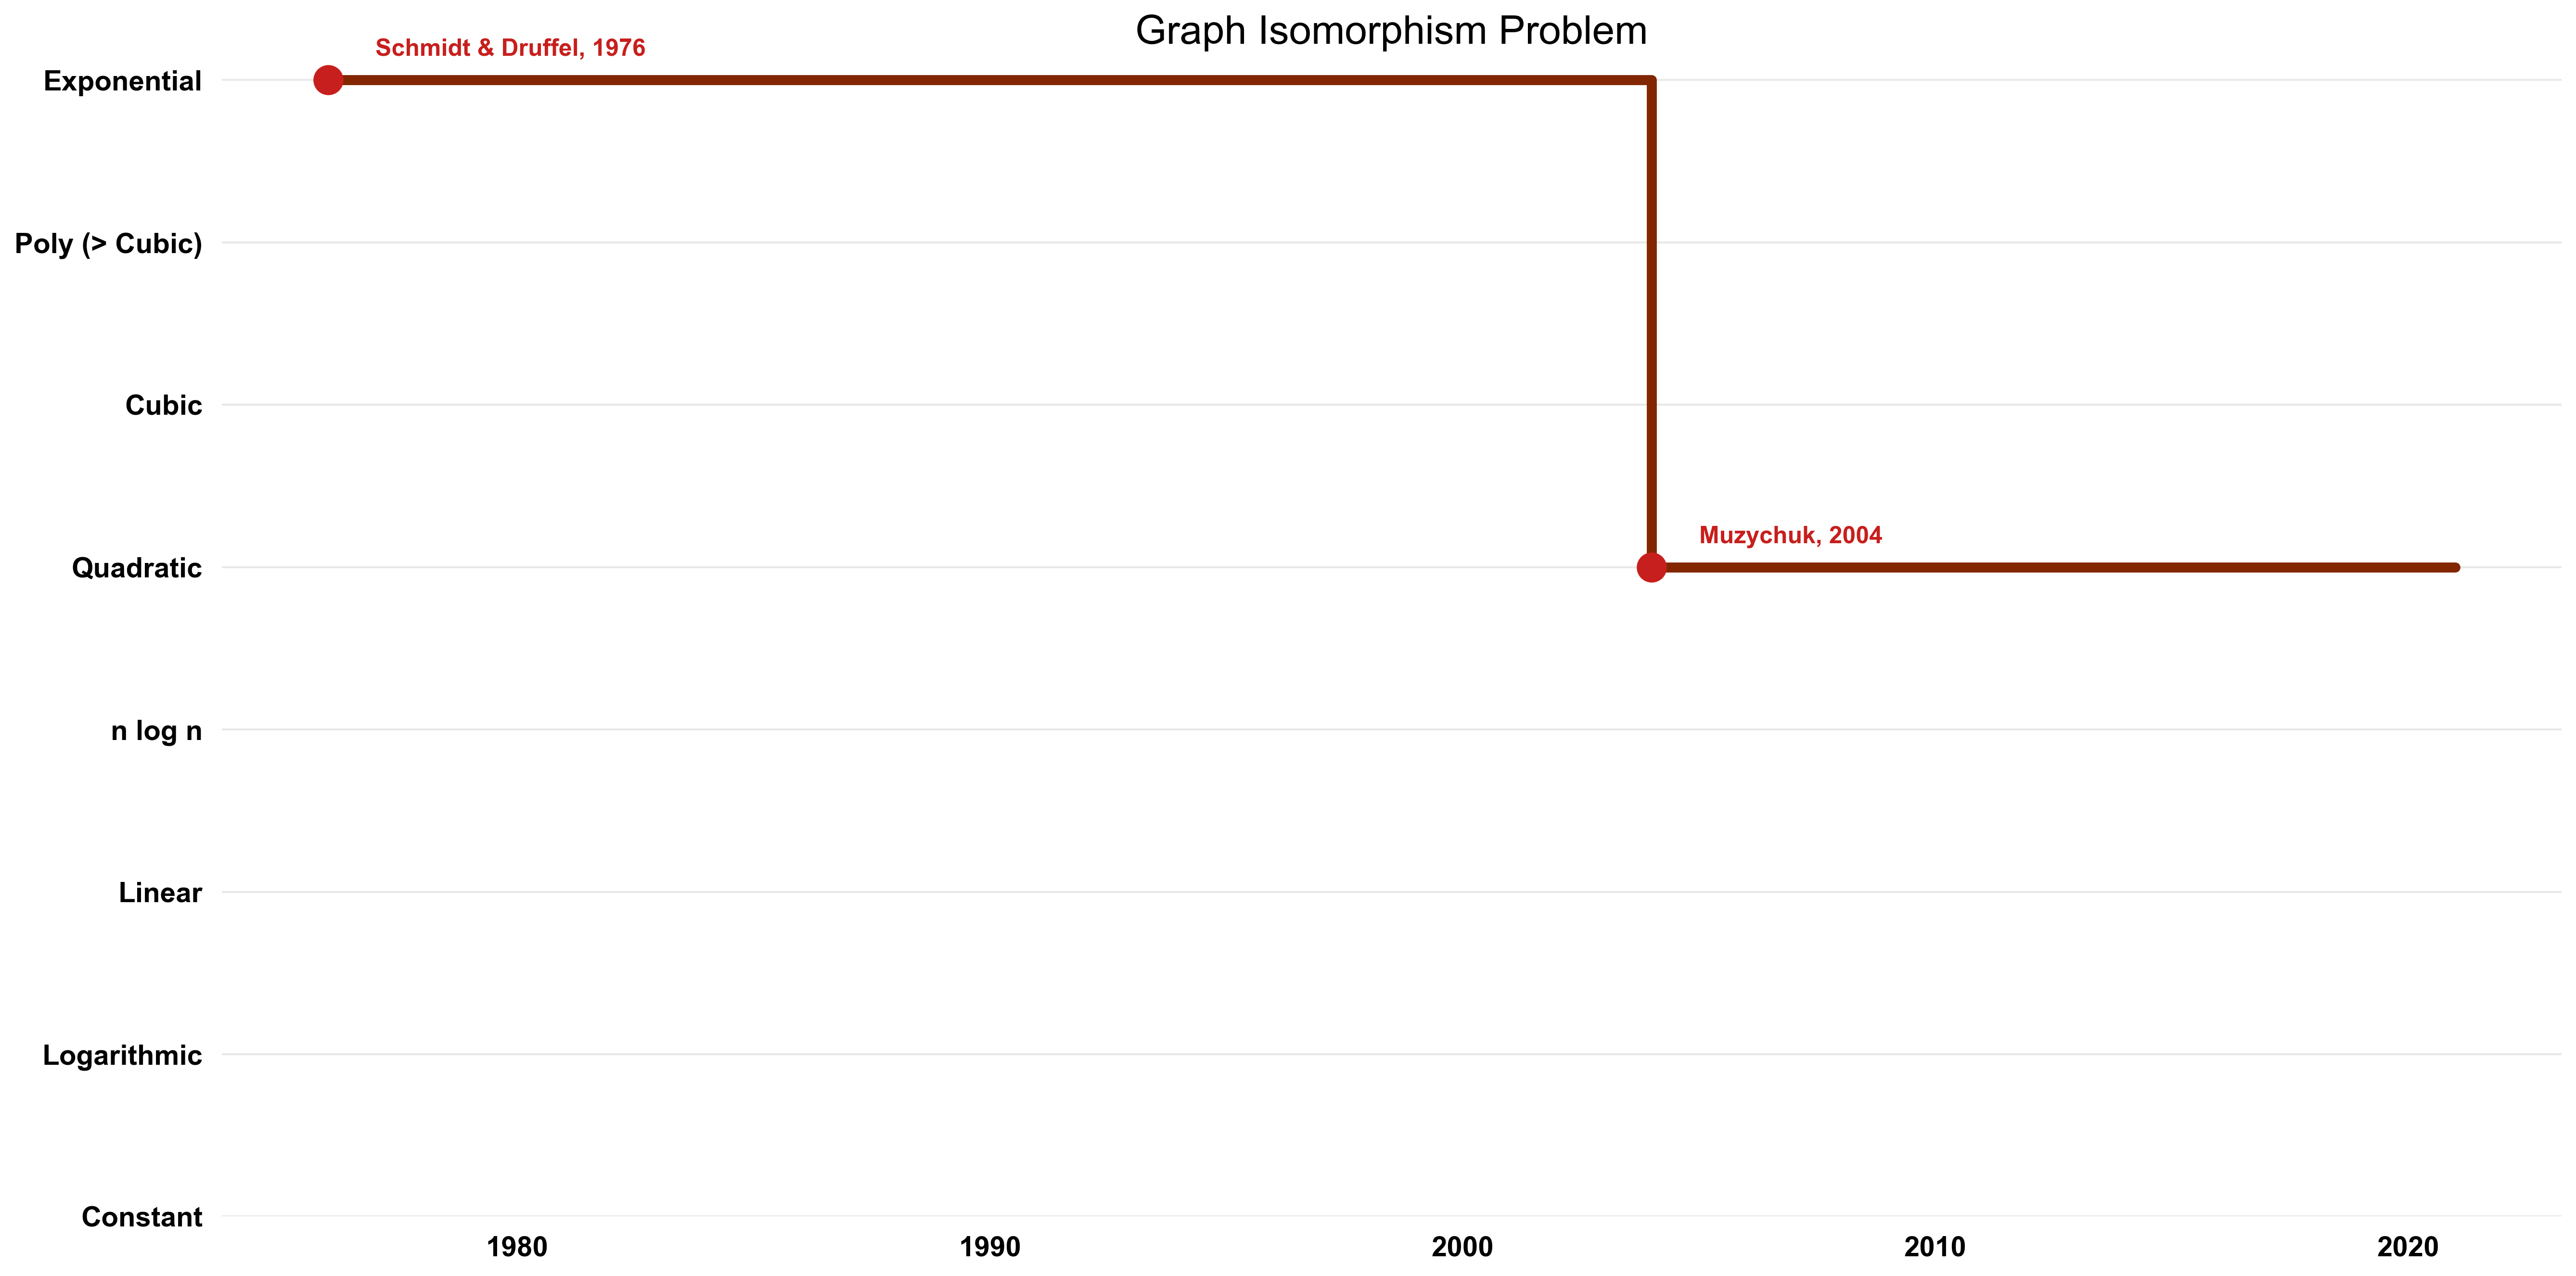 Graph Isomorphism Problem
Schmidt & Druffel, 1976
Exponential
Poly (> Cubic)
Cubic
Muzychuk, 2004
Quadratic
n log n
Linear
Logarithmic
Constant
1980
1990
2000
2010
2020